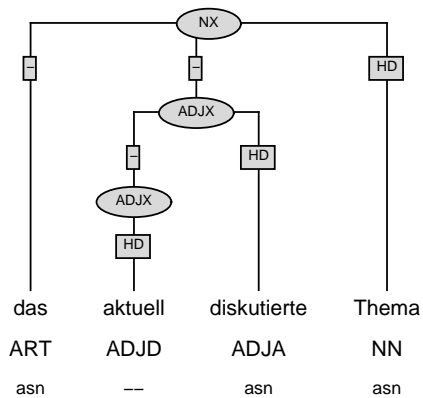 NX
– – HD
ADJX
– HD
ADJX
HD
das aktuell diskutierte Thema
ART ADJD ADJA NN
asn −− asn asn